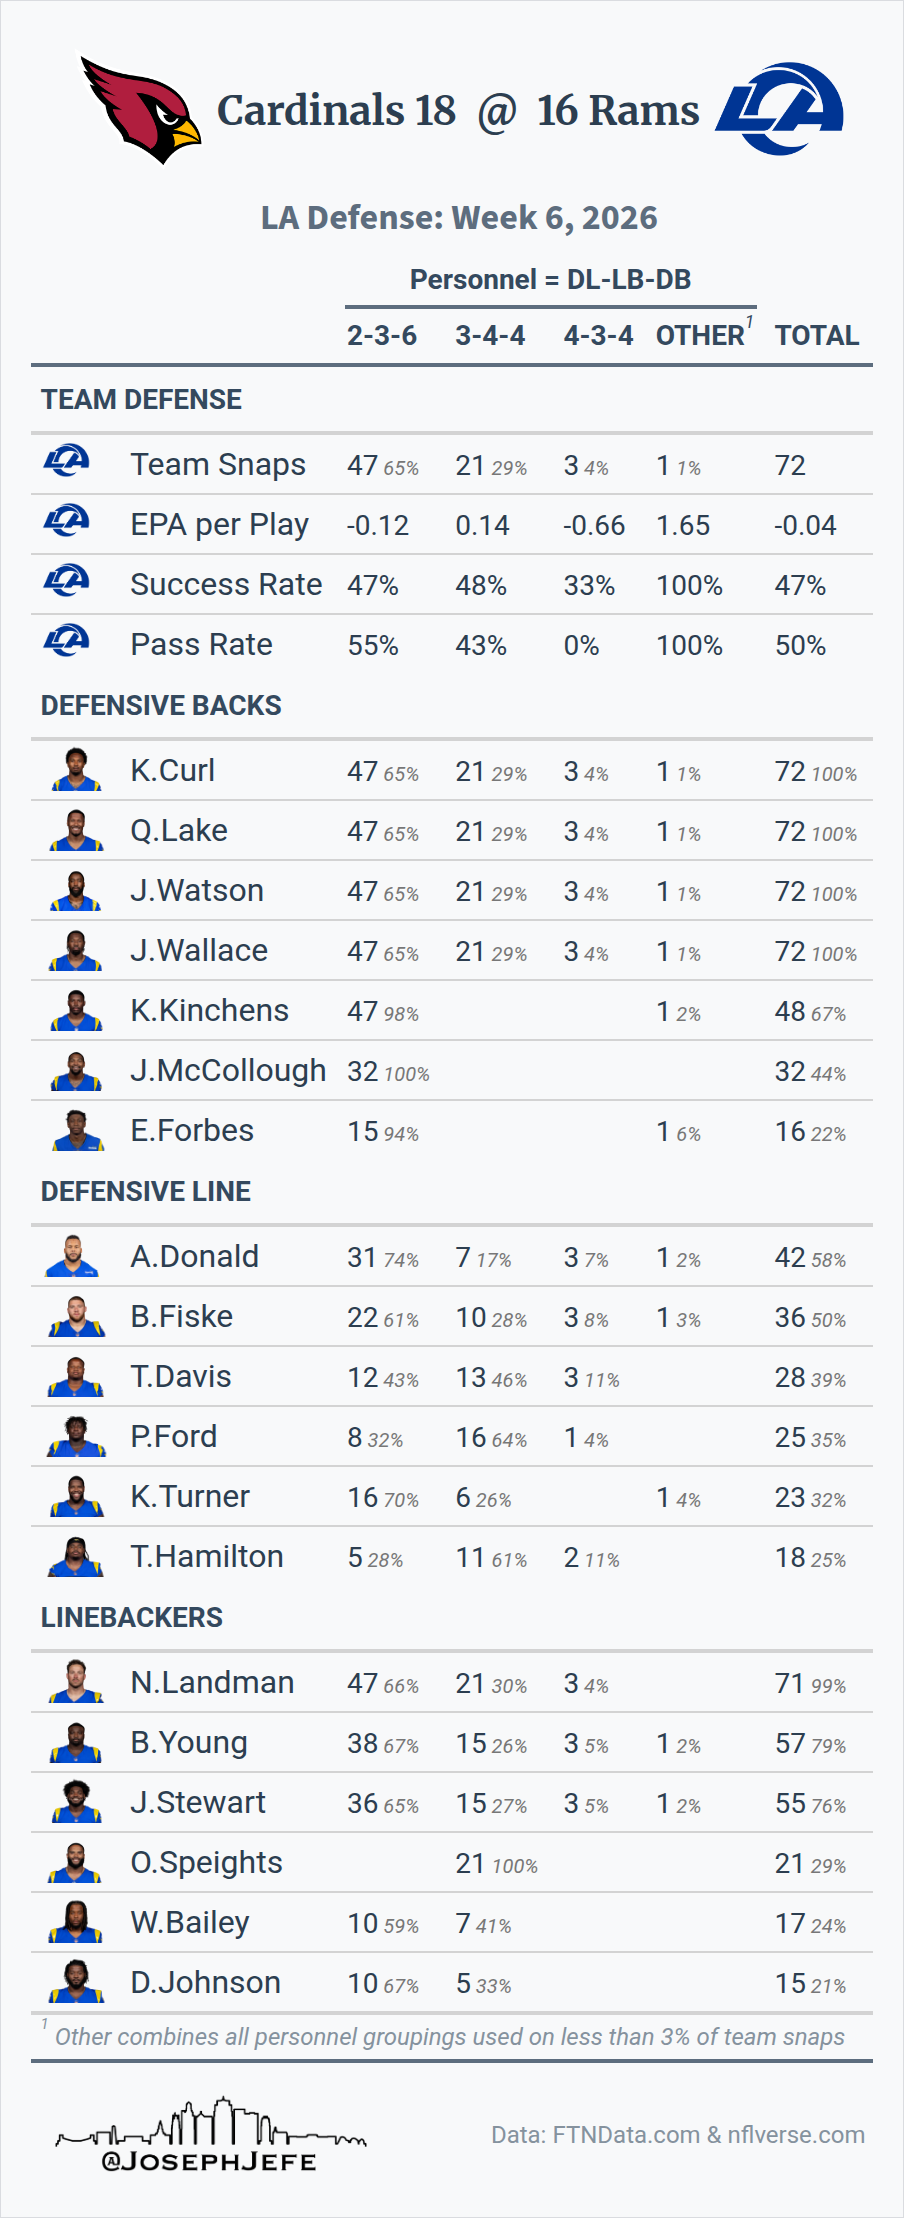 Cardinals 18 @ 16 Rams
LA Defense: Week 6, 2026
Personnel = DL-LB-DB
2-3-6 3-4-4 4-3-4 OTHER1 TOTAL
TEAM DEFENSE
Team Snaps 47 65% 21 29% 3 4% 1 1% 72
EPA per Play -0.12 0.14 -0.66 1.65 -0.04
Success Rate 47% 48% 33% 100% 47%
Pass Rate 55% 43% 0% 100% 50%
DEFENSIVE BACKS
K.Curl 47 65% 21 29% 3 4% 1 1% 72 100%
Q.Lake 47 65% 21 29% 3 4% 1 1% 72 100%
J.Watson 47 65% 21 29% 3 4% 1 1% 72 100%
J.Wallace 47 65% 21 29% 3 4% 1 1% 72 100%
K.Kinchens 47 98% 1 2% 48 67%
J.McCollough 32 100% 32 44%
E.Forbes 15 94% 1 6% 16 22%
DEFENSIVE LINE
A.Donald 31 74% 7 17% 3 7% 1 2% 42 58%
B.Fiske 22 61% 10 28% 3 8% 1 3% 36 50%
T.Davis 12 43% 13 46% 3 11% 28 39%
P.Ford 8 32% 16 64% 1 4% 25 35%
K.Turner 16 70% 6 26% 1 4% 23 32%
T.Hamilton 5 28% 11 61% 2 11% 18 25%
LINEBACKERS
N.Landman 47 66% 21 30% 3 4% 71 99%
B.Young 38 67% 15 26% 3 5% 1 2% 57 79%
J.Stewart 36 65% 15 27% 3 5% 1 2% 55 76%
O.Speights 21 100% 21 29%
W.Bailey 10 59% 7 41% 17 24%
D.Johnson 10 67% 5 33% 15 21%
1 Other combines all personnel groupings used on less than 3% of team snaps
@JOSEPHJEFE
Data: FTNData.com & nflverse.com